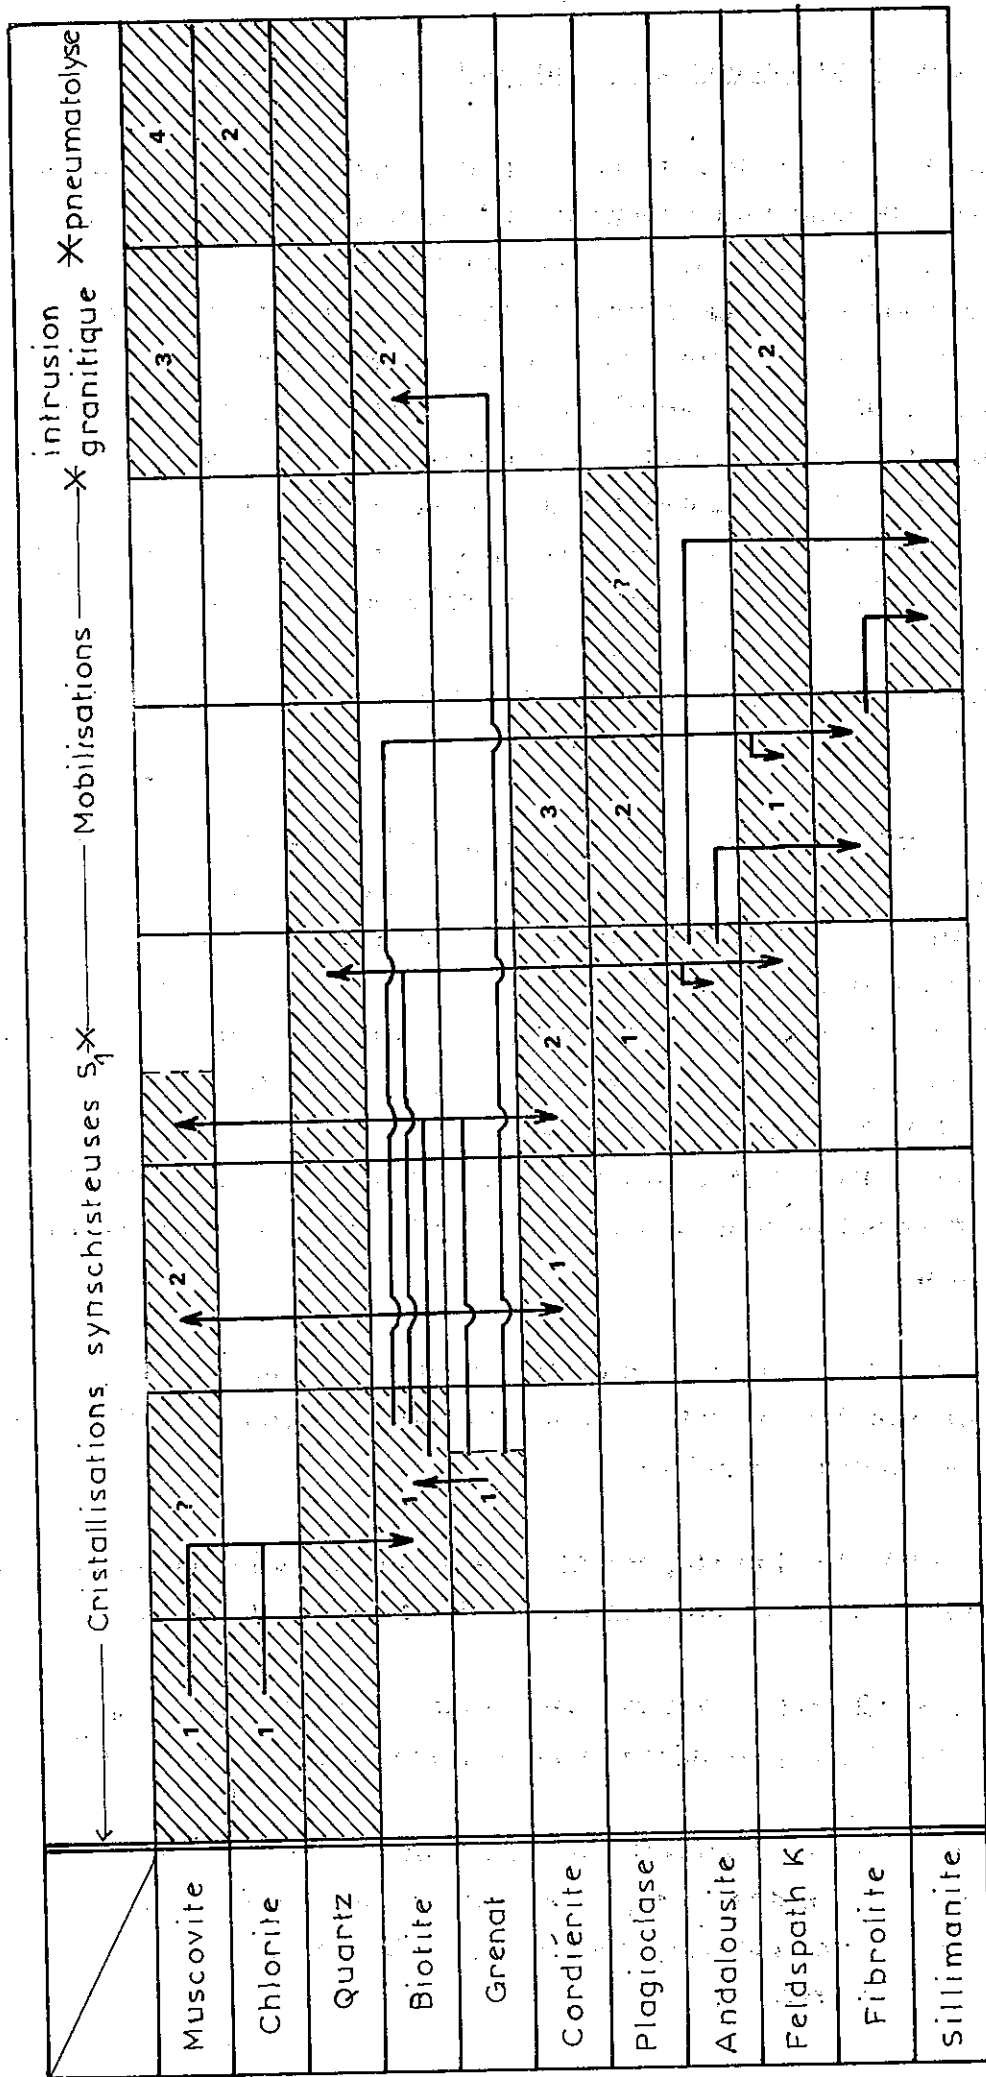 Cristallisations synschisteuses S1
Mobilisations
intrusion
granitique
pneumatolyse
Muscovite 1 ? 2 3 4
Chlorite 1 2
Quartz
Biotite 1 2
Grenat 1
Cordiérite 1 2 3
Plagioclase 1 2 ?
Andalousite
Feldspath K 1 2
Fibrolite
Sillimanite